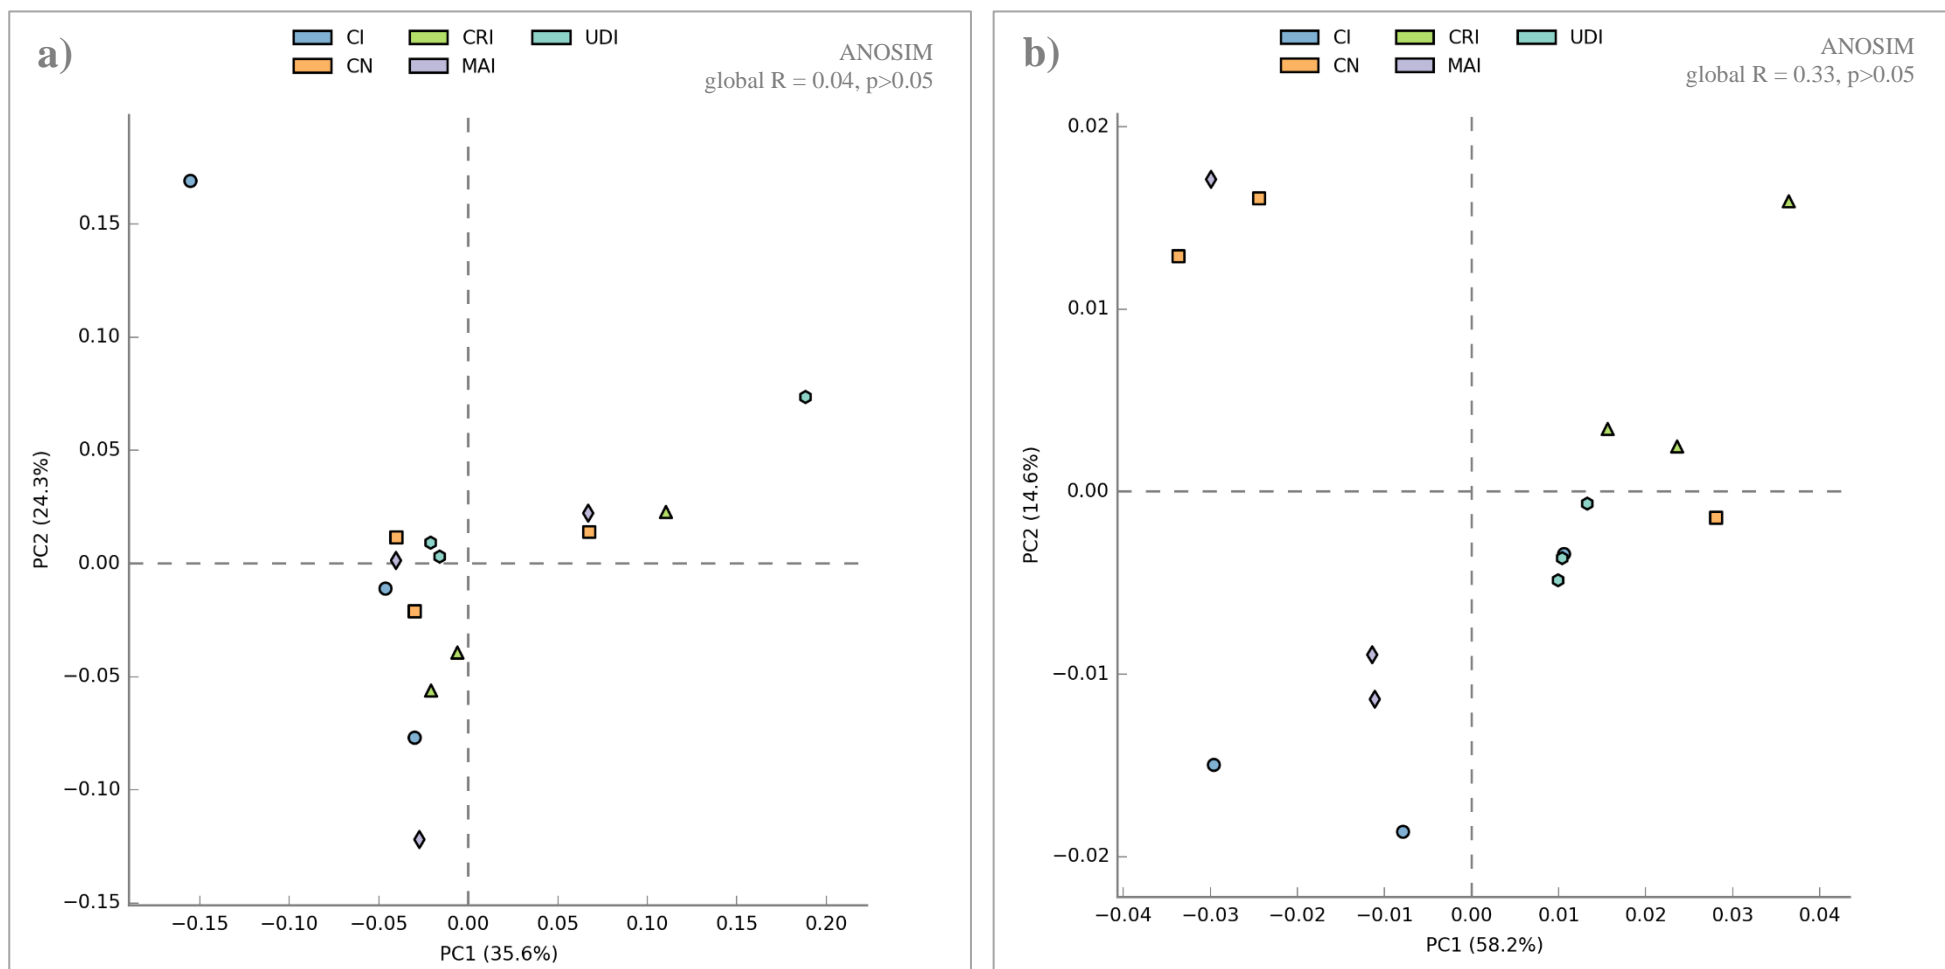 a)
CI CRI UDI
CN MAI
ANOSIM
global R = 0.04, p>0.05
PC2 (24.3%)
0.15
0.10
0.05
0.00
−0.05
−0.10
−0.15
−0.15 −0.10 −0.05 0.00 0.05 0.10 0.15 0.20
PC1 (35.6%)
b)
CI CRI UDI
CN MAI
ANOSIM
global R = 0.33, p>0.05
PC2 (14.6%)
0.02
0.01
0.00
−0.01
−0.02
−0.04 −0.03 −0.02 −0.01 0.00 0.01 0.02 0.03 0.04
PC1 (58.2%)